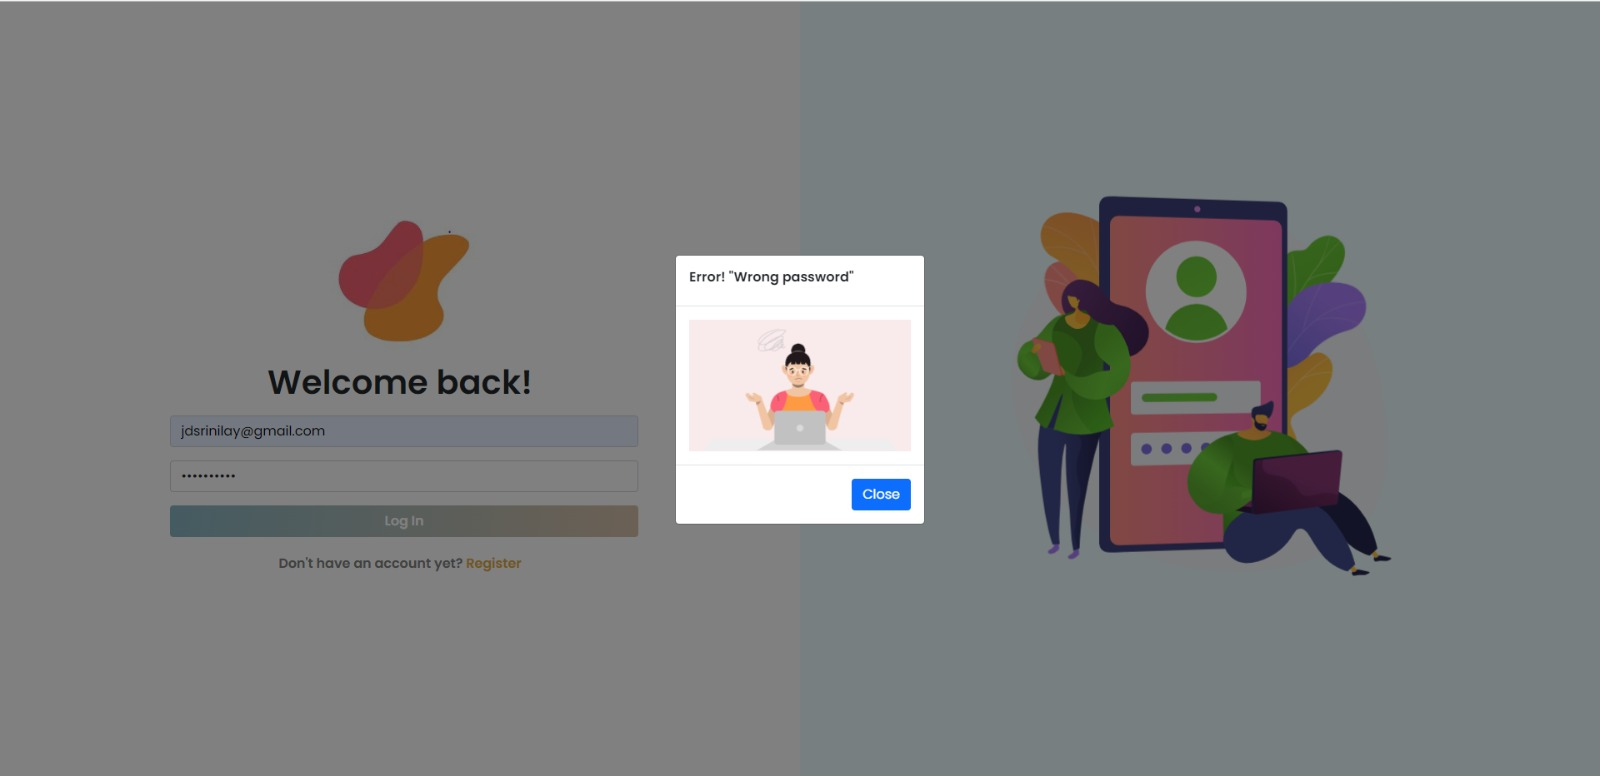 Welcome back!
jdsrinilay@gmail.com
••••••••••
Log In
Don't have an account yet? Register
Error! "Wrong password"
Close